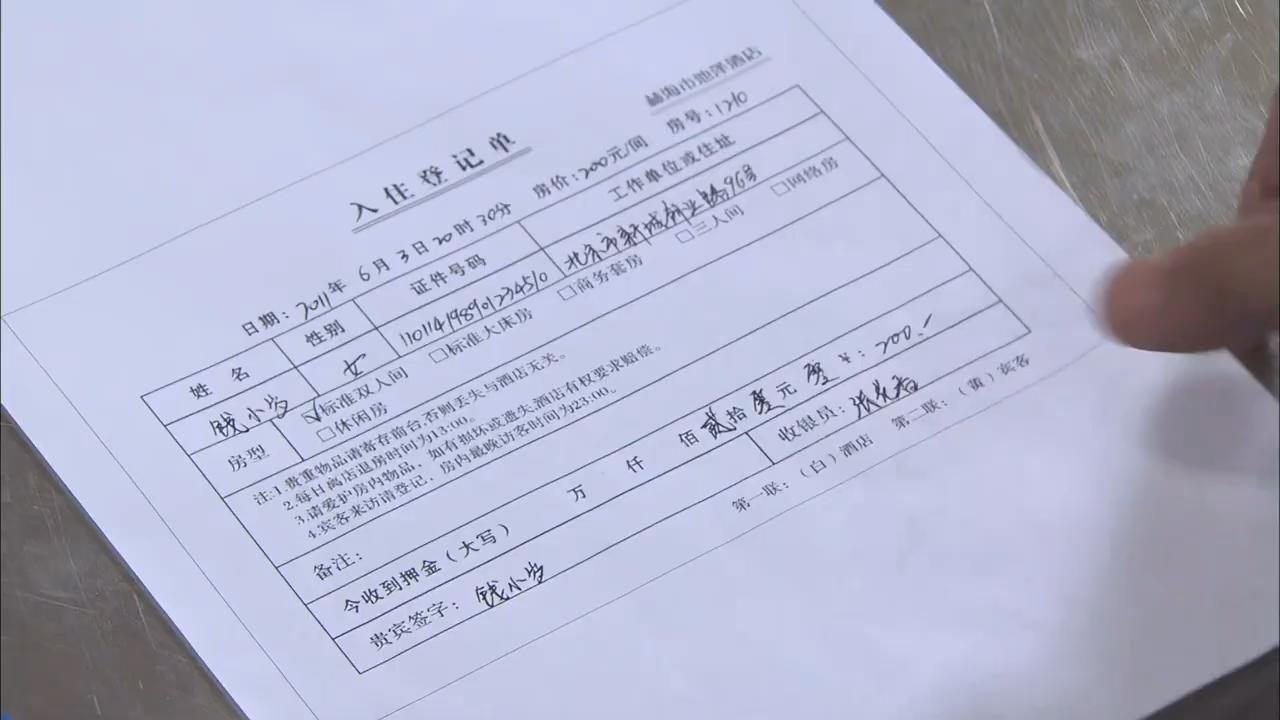 赫海市地洋酒店
入住登记单
日期：2011年 6月 3日 20时 30分 房价：200元/间 房号：1210
姓 名 性别 证件号码 工作单位或住址
钱小岁 女 110114198901234510 北京市新城创业路96号
房型 ☑标准双人间 □标准大床房 □商务套房 □三人间 □网络房
□休闲房
注:1.贵重物品请寄存前台,否则丢失与酒店无关。
2.每日离店退房时间为13:00。
3.请爱护房内物品，如有损坏或遗失,酒店有权要求赔偿。
4.宾客来访请登记，房内最晚访客时间为23:00。
备注：
今收到押金（大写） 万 仟 佰 贰拾 零元 零 ¥：200.-
贵宾签字：钱小岁 收银员：
第一联：（白）酒店 第二联：（黄）宾客